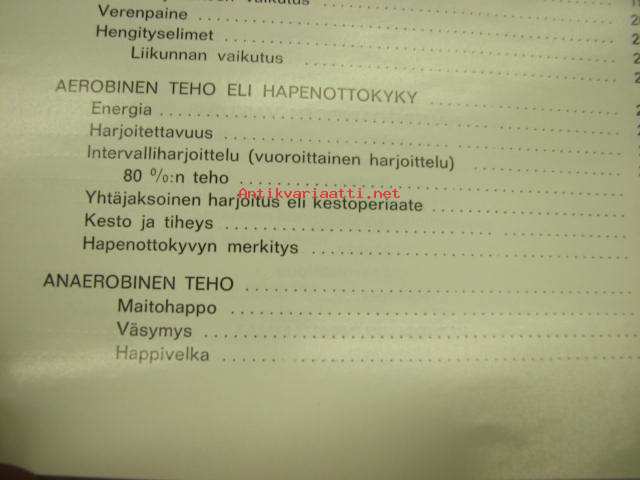 vaikutus
Verenpaine
Hengityselimet
Liikunnan vaikutus
AEROBINEN TEHO ELI HAPENOTTOKYKY
Energia
Harjoitettavuus
Intervalliharjoittelu (vuoroittainen harjoittelu)
80 %:n teho
Antikvariaatti.net
Yhtäjaksoinen harjoitus eli kestoperiaate
Kesto ja tiheys
Hapenottokyvyn merkitys
ANAEROBINEN TEHO
Maitohappo
Väsymys
Happivelka